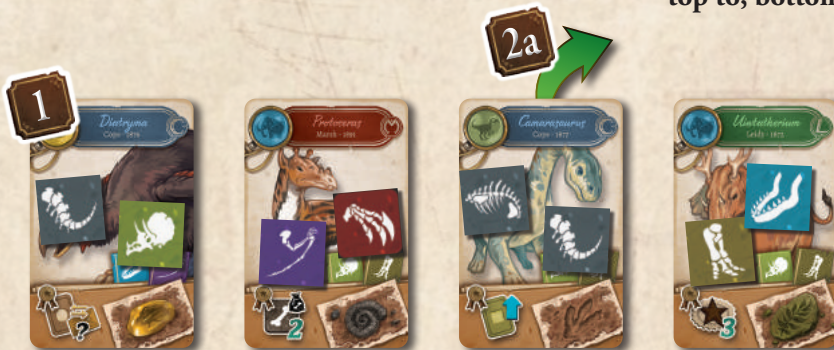 top to, bottom
1
2a
Diatryma
Cope · 1876
Protoceras
Marsh · 1891
Camarasaurus
Cope · 1877
Uintatherium
Leidy · 1872
?
2
3